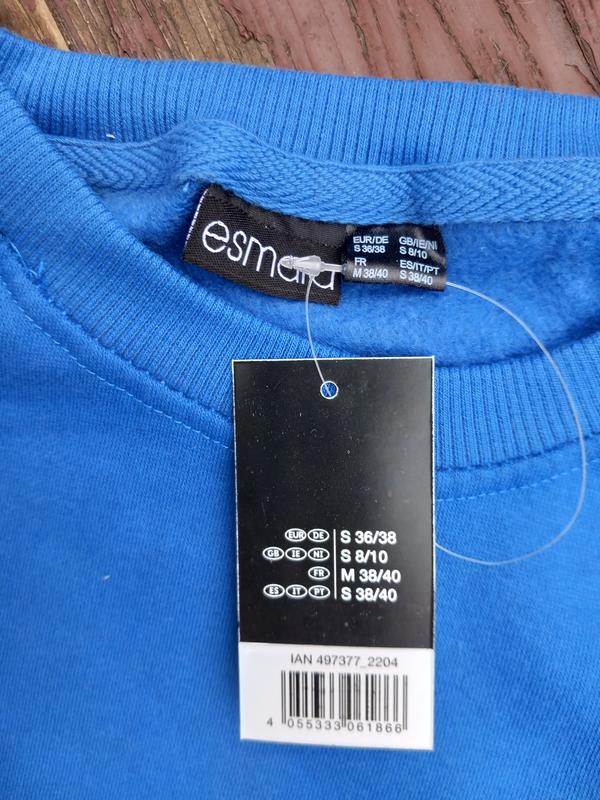 esmara
EUR/DE GB/IE/NI
S 36/38 S 8/10
FR ES/IT/PT
M 38/40 S 38/40
EUR DE S 36/38
GB IE NI S 8/10
FR M 38/40
ES IT PT S 38/40
IAN 497377_2204
4 055333 061866